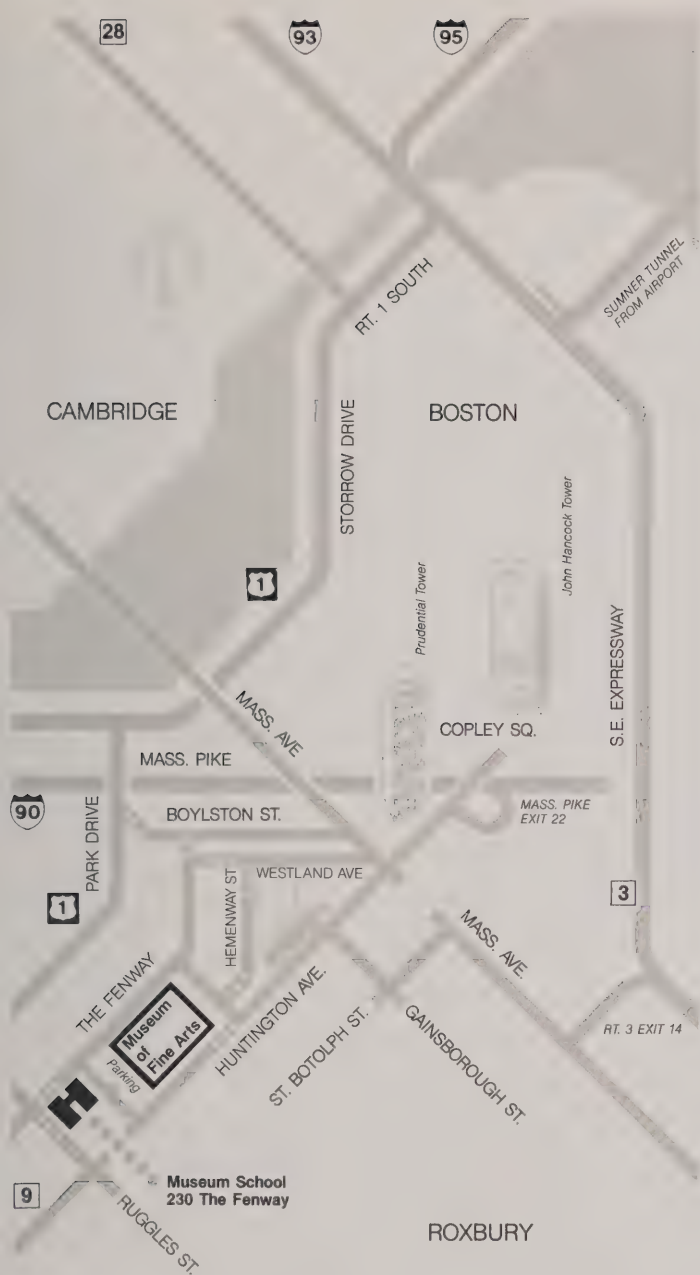 28
93
95
SUMNER TUNNEL
FROM AIRPORT
RT. 1 SOUTH
CAMBRIDGE
BOSTON
STORROW DRIVE
John Hancock Tower
Prudential Tower
1
S.E. EXPRESSWAY
MASS. AVE
COPLEY SQ.
MASS. PIKE
90
PARK DRIVE
BOYLSTON ST.
MASS. PIKE
EXIT 22
WESTLAND AVE
HEMENWAY ST
1
3
MASS. AVE.
THE FENWAY
Museum
of
Fine Arts
Parking
HUNTINGTON AVE.
ST. BOTOLPH ST.
GAINSBOROUGH ST.
RT. 3 EXIT 14
Museum School
230 The Fenway
9
RUGGLES ST.
ROXBURY